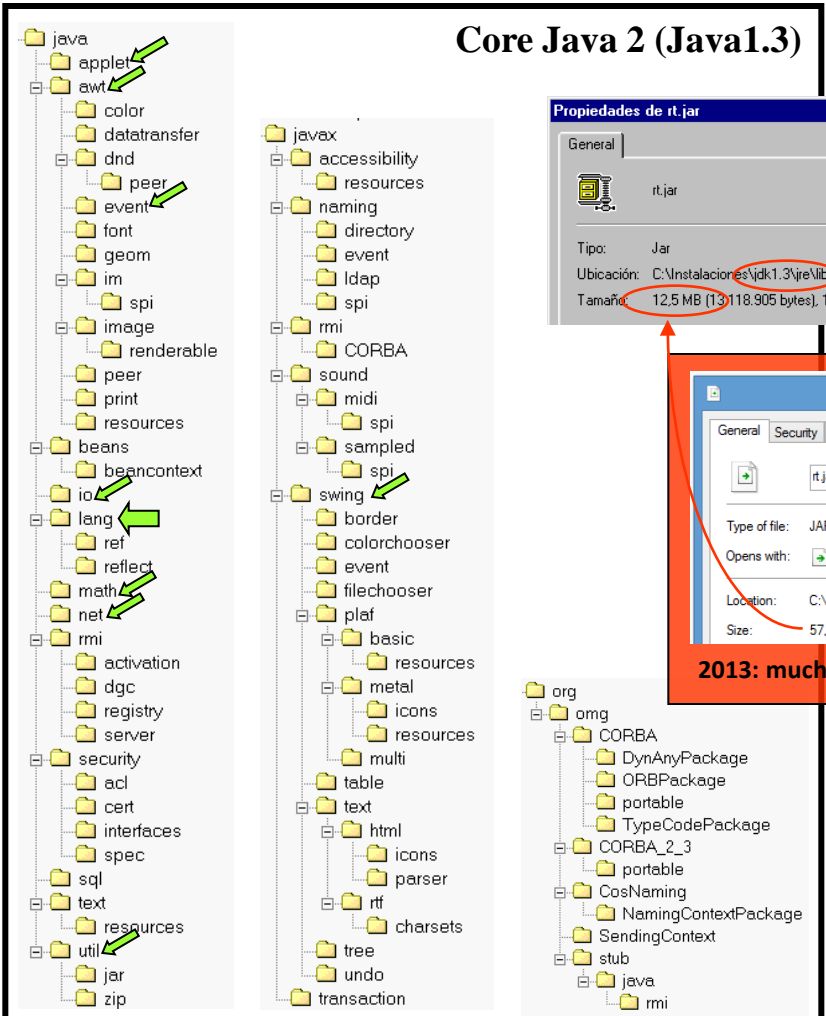 Core Java 2 (Java1.3)
java
applet
awt
color
datatransfer
dnd
peer
event
font
geom
im
spi
image
renderable
peer
print
resources
beans
beancontext
io
lang
ref
reflect
math
net
rmi
activation
dgc
registry
server
security
acl
cert
interfaces
spec
sql
text
resources
util
jar
zip
javax
accessibility
resources
naming
directory
event
ldap
spi
rmi
CORBA
sound
midi
spi
sampled
spi
swing
border
colorchooser
event
filechooser
plaf
basic
resources
metal
icons
resources
multi
table
text
html
icons
parser
rtf
charsets
tree
undo
transaction
Propiedades de rt.jar
General
rt.jar
Tipo: Jar
Ubicación: C:\Instalaciones\jdk1.3\jre\lib
Tamaño: 12,5 MB (13.118.905 bytes), 1
General Security
rt.j
Type of file: JA
Opens with:
Location: C:\
Size: 57,
2013: much
org
omg
CORBA
DynAnyPackage
ORBPackage
portable
TypeCodePackage
CORBA_2_3
portable
CosNaming
NamingContextPackage
SendingContext
stub
java
rmi